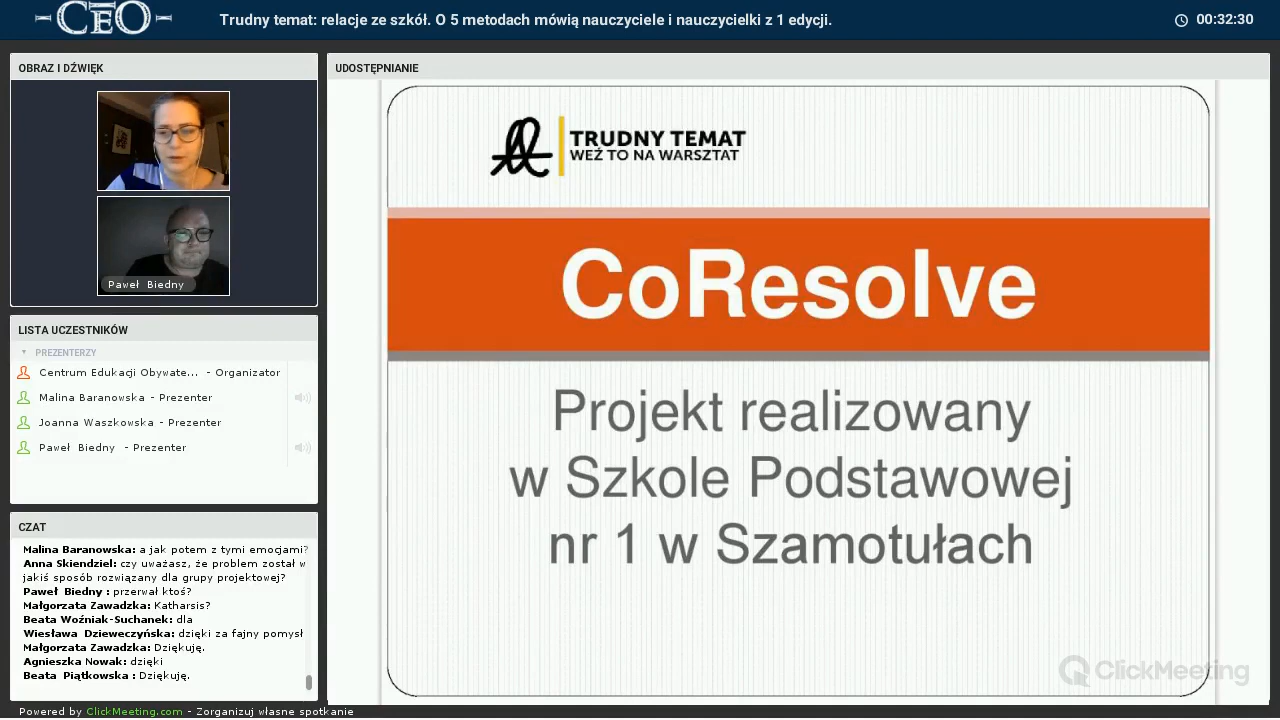 CEO
Trudny temat: relacje ze szkół. O 5 metodach mówią nauczyciele i nauczycielki z 1 edycji.
00:32:30
OBRAZ I DŹWIĘK
Paweł Biedny
LISTA UCZESTNIKÓW
PREZENTERZY
Centrum Edukacji Obywate... - Organizator
Malina Baranowska - Prezenter
Joanna Waszkowska - Prezenter
Paweł Biedny - Prezenter
CZAT
Malina Baranowska: a jak potem z tymi emocjami?
Anna Skiendziel: czy uważasz, że problem został w
jakiś sposób rozwiązany dla grupy projektowej?
Paweł Biedny : przerwał ktoś?
Małgorzata Zawadzka: Katharsis?
Beata Woźniak-Suchanek: dla
Wiesława Dzieweczyńska: dzięki za fajny pomysł
Małgorzata Zawadzka: Dziękuję.
Agnieszka Nowak: dzięki
Beata Piątkowska : Dziękuję.
Powered by ClickMeeting.com - Zorganizuj własne spotkanie
UDOSTĘPNIANIE
TRUDNY TEMAT
WEŹ TO NA WARSZTAT
CoResolve
Projekt realizowany
w Szkole Podstawowej
nr 1 w Szamotułach
ClickMeeting